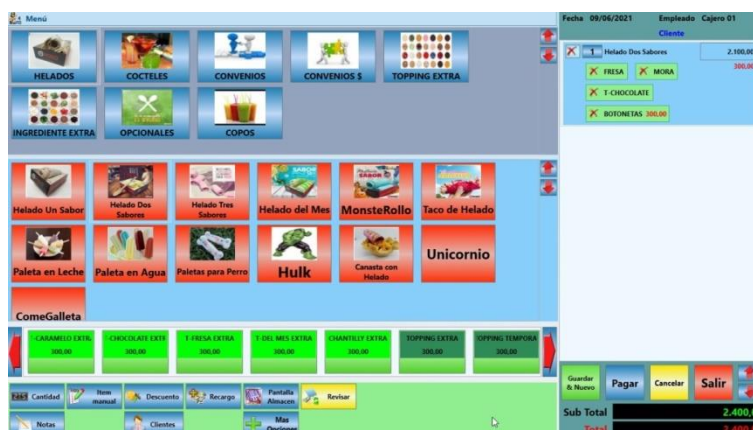 Menú
HELADOS
COCTELES
CONVENIOS
CONVENIOS $
TOPPING EXTRA
INGREDIENTE EXTRA
OPCIONALES
COPOS
Helado Un Sabor
Helado Dos
Sabores
Helado Tres
Sabores
Helado del Mes
MonsteRollo
Taco de Helado
Paleta en Leche
Paleta en Agua
Paletas para Perro
Hulk
Canasta con
Helado
Unicornio
ComeGalleta
T-CARAMELO EXTR
300,00
-CHOCOLATE EXTF
300,00
T-FRESA EXTRA
300,00
T-DEL MES EXTRA
300,00
CHANTILLY EXTRA
300,00
TOPPING EXTRA
300,00
OPPING TEMPORA
300,00
Cantidad
Item
manual
Descuento
Recargo
Pantalla
Almacen
Revisar
Notas
Clientes
Mas
Opciones
Fecha 09/06/2021 Empleado Cajero 01
Cliente
1 Helado Dos Sabores 2.100,00
FRESA MORA 300,00
T-CHOCOLATE
BOTONETAS 300,00
Guardar
& Nuevo
Pagar
Cancelar
Salir
Sub Total 2.400,0
Total 2.400,0